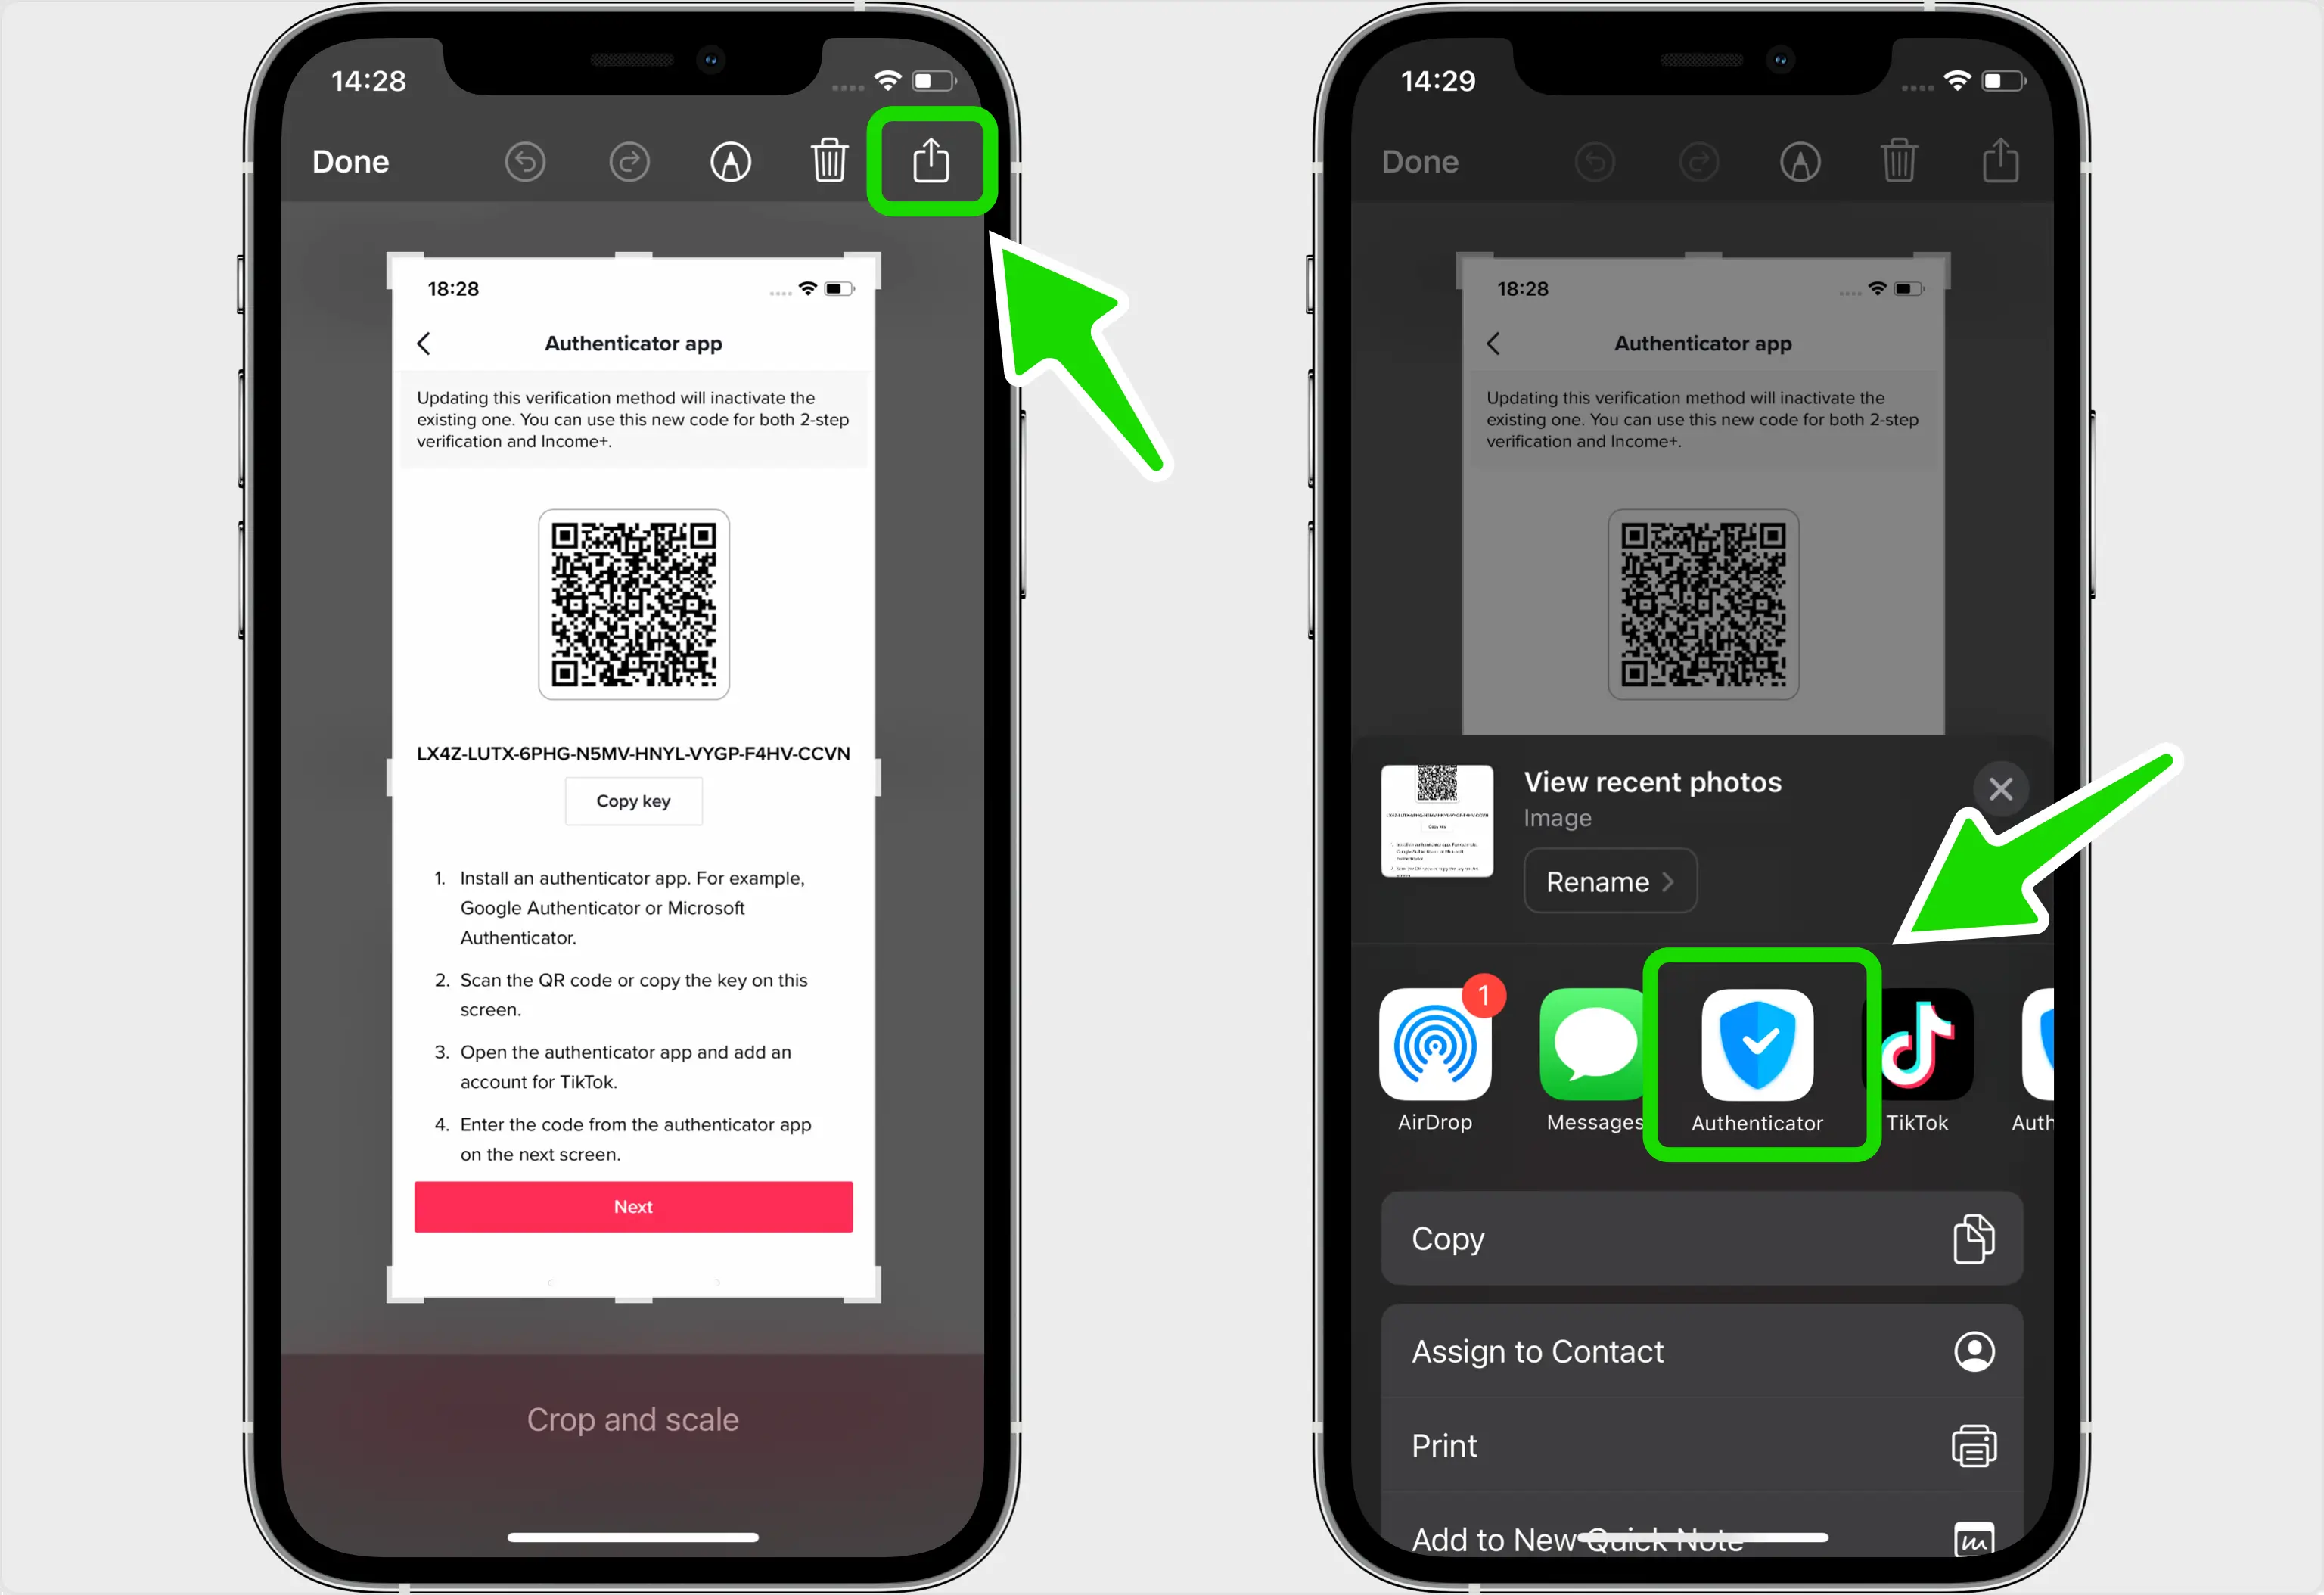 14:28
Done
18:28
Authenticator app
Updating this verification method will inactivate the
existing one. You can use this new code for both 2-step
verification and Income+.
LX4Z-LUTX-6PHG-N5MV-HNYL-VYGP-F4HV-CCVN
Copy key
1. Install an authenticator app. For example,
Google Authenticator or Microsoft
Authenticator.
2. Scan the QR code or copy the key on this
screen.
3. Open the authenticator app and add an
account for TikTok.
4. Enter the code from the authenticator app
on the next screen.
Next
Crop and scale
14:29
Done
18:28
Authenticator app
Updating this verification method will inactivate the
existing one. You can use this new code for both 2-step
verification and Income+.
View recent photos
Image
Rename
1
AirDrop
Messages
Authenticator
TikTok
Auth
Copy
Assign to Contact
Print
Add to New Quick Note